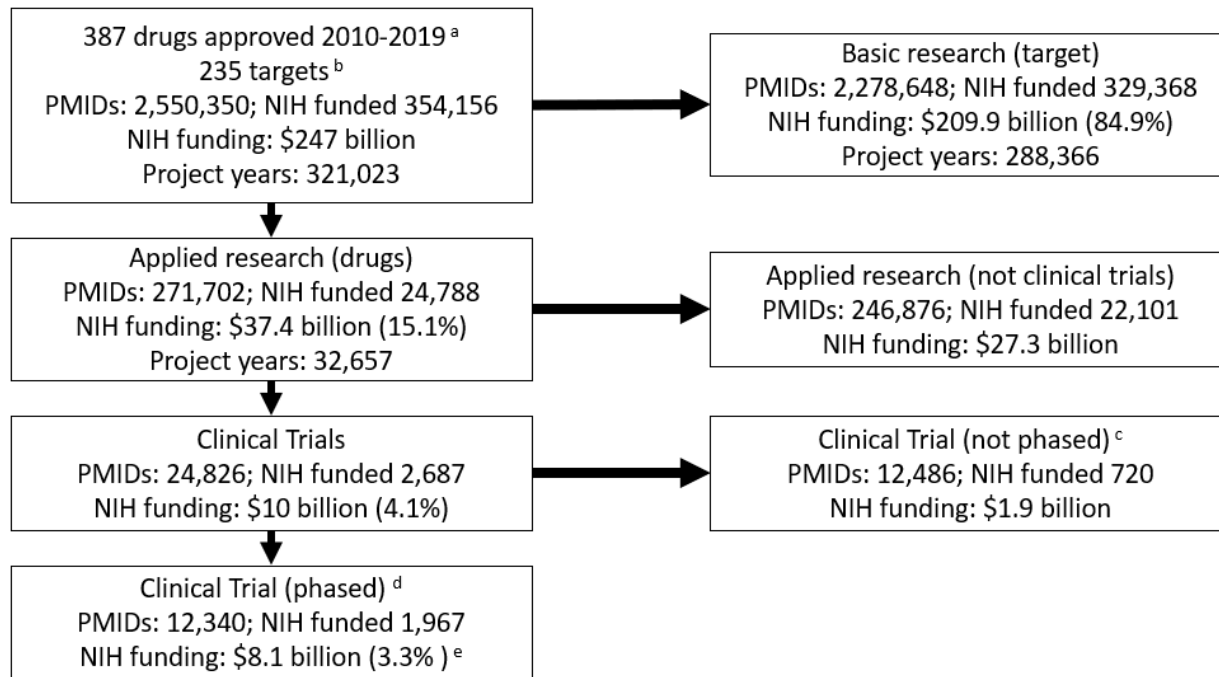 387 drugs approved 2010-2019 a
235 targets b
PMIDs: 2,550,350; NIH funded 354,156
NIH funding: $247 billion
Project years: 321,023
Basic research (target)
PMIDs: 2,278,648; NIH funded 329,368
NIH funding: $209.9 billion (84.9%)
Project years: 288,366
Applied research (drugs)
PMIDs: 271,702; NIH funded 24,788
NIH funding: $37.4 billion (15.1%)
Project years: 32,657
Applied research (not clinical trials)
PMIDs: 246,876; NIH funded 22,101
NIH funding: $27.3 billion
Clinical Trials
PMIDs: 24,826; NIH funded 2,687
NIH funding: $10 billion (4.1%)
Clinical Trial (not phased) c
PMIDs: 12,486; NIH funded 720
NIH funding: $1.9 billion
Clinical Trial (phased) d
PMIDs: 12,340; NIH funded 1,967
NIH funding: $8.1 billion (3.3% ) e